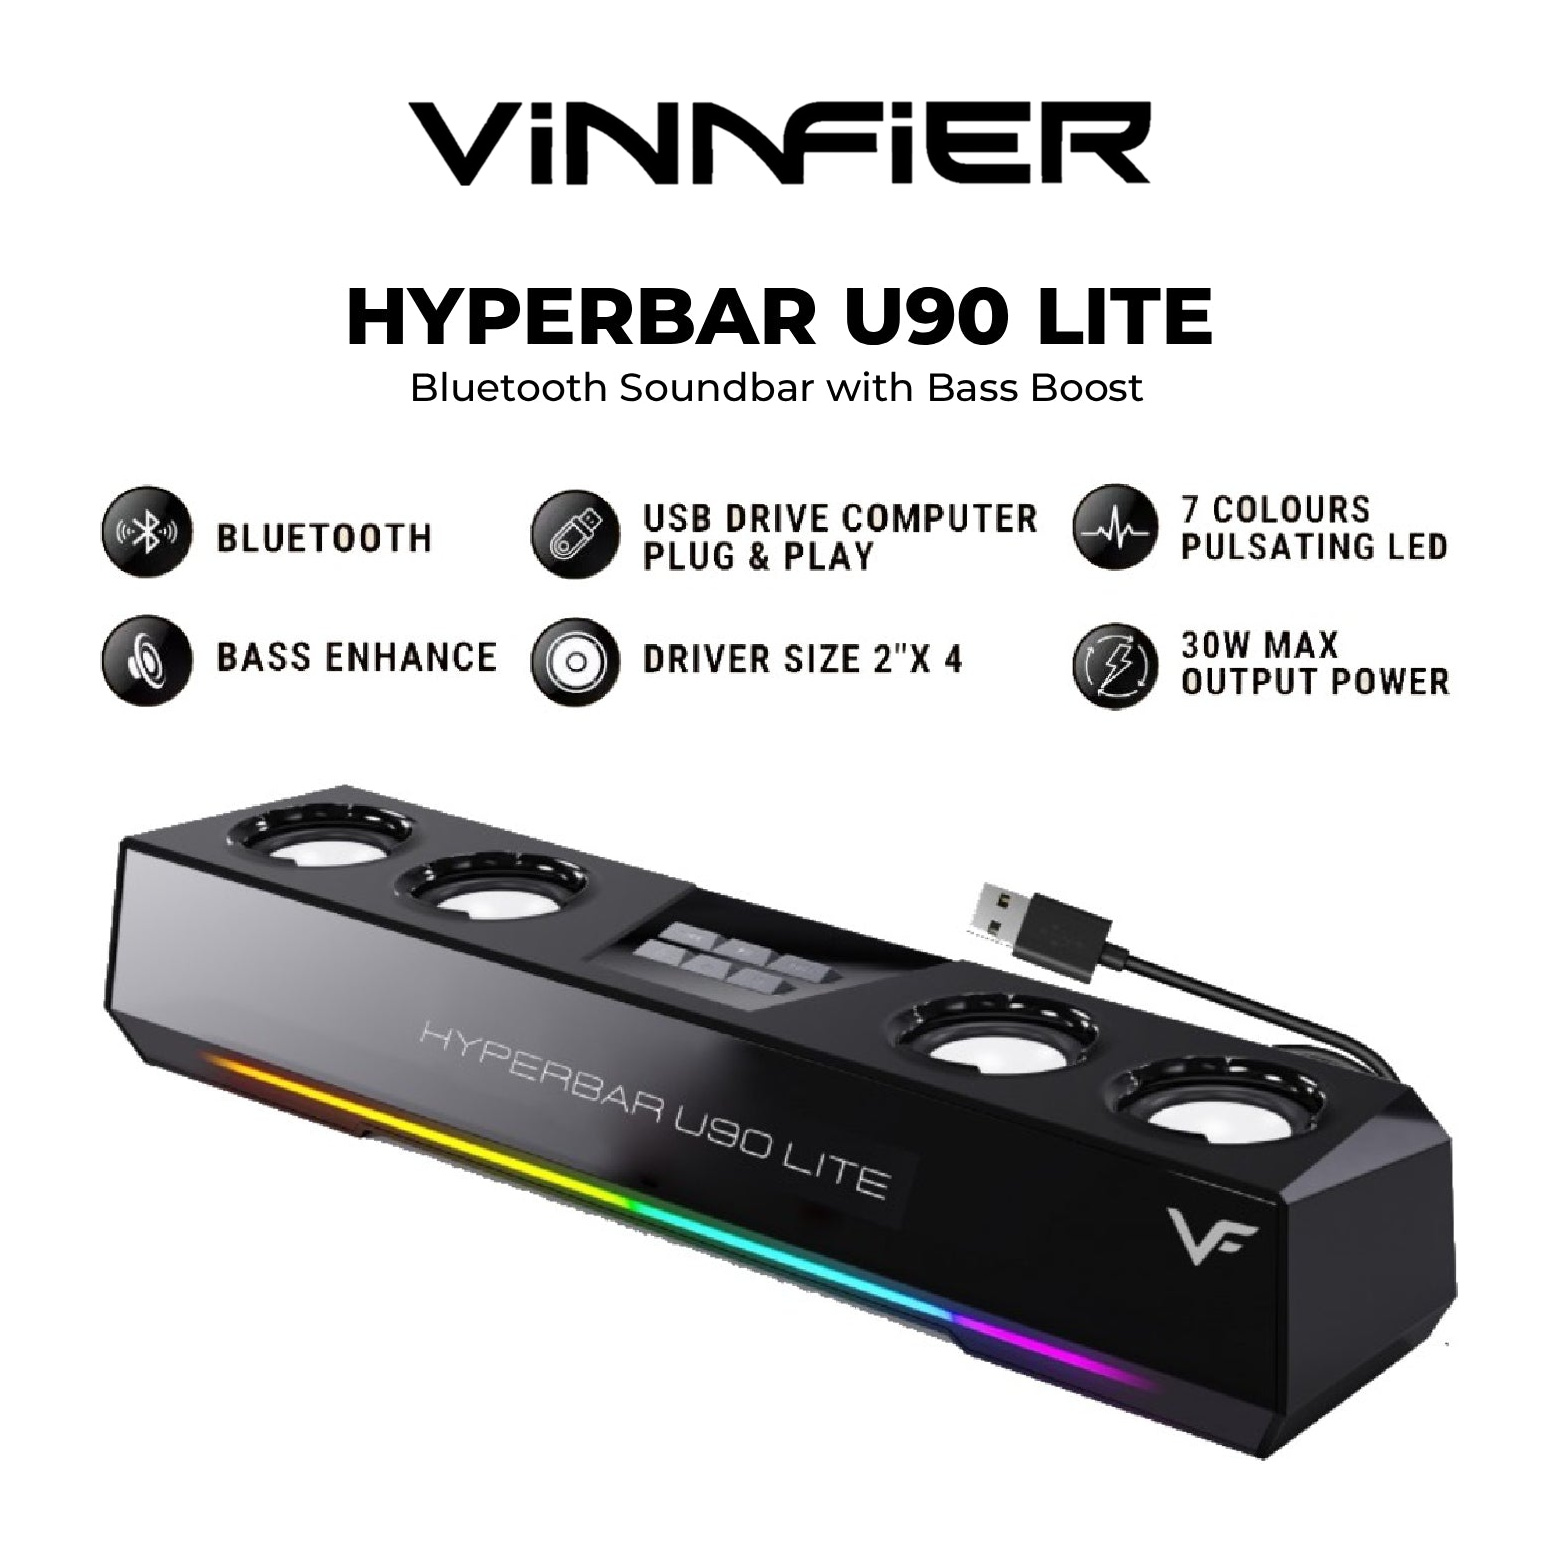 ViNNFiER
HYPERBAR U90 LITE
Bluetooth Soundbar with Bass Boost
BLUETOOTH
USB DRIVE COMPUTER
PLUG & PLAY
7 COLOURS
PULSATING LED
BASS ENHANCE
DRIVER SIZE 2"X 4
30W MAX
OUTPUT POWER
HYPERBAR U90 LITE
VF